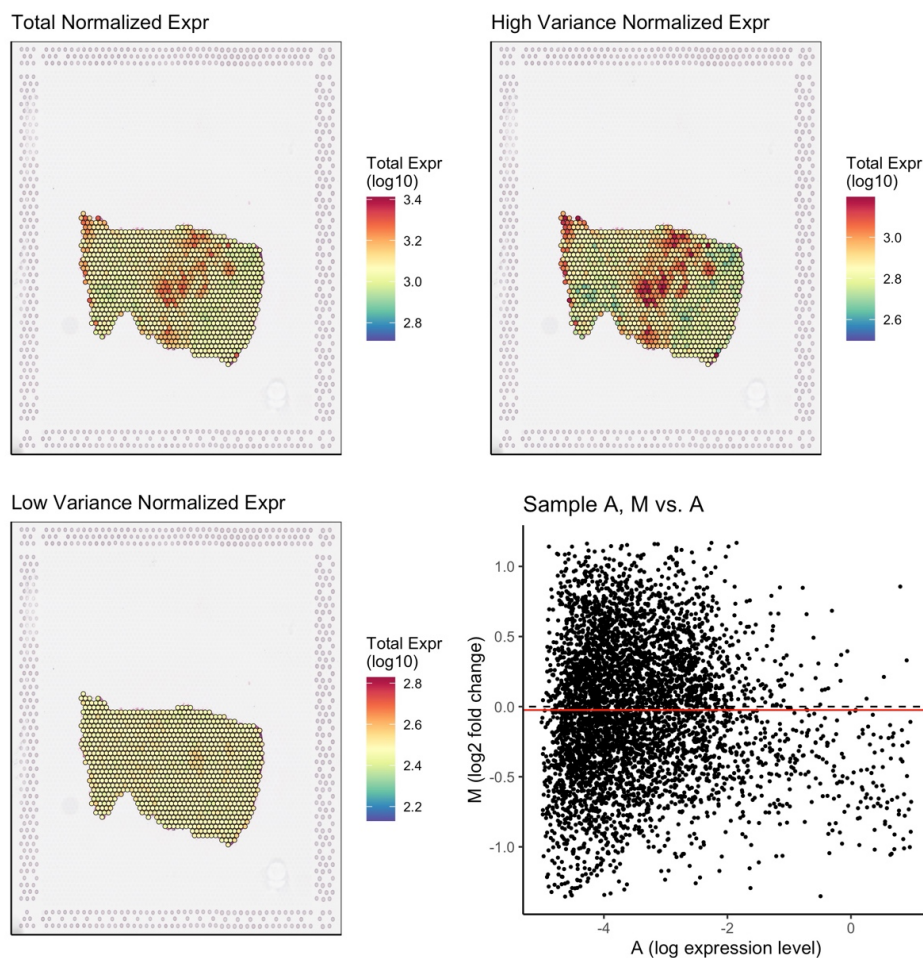 Total Normalized Expr
Total Expr
(log10)
3.4
3.2
3.0
2.8
High Variance Normalized Expr
Total Expr
(log10)
3.0
2.8
2.6
Low Variance Normalized Expr
Total Expr
(log10)
2.8
2.6
2.4
2.2
Sample A, M vs. A
M (log2 fold change)
1.0
0.5
0.0
-0.5
-1.0
-4
-2
0
A (log expression level)